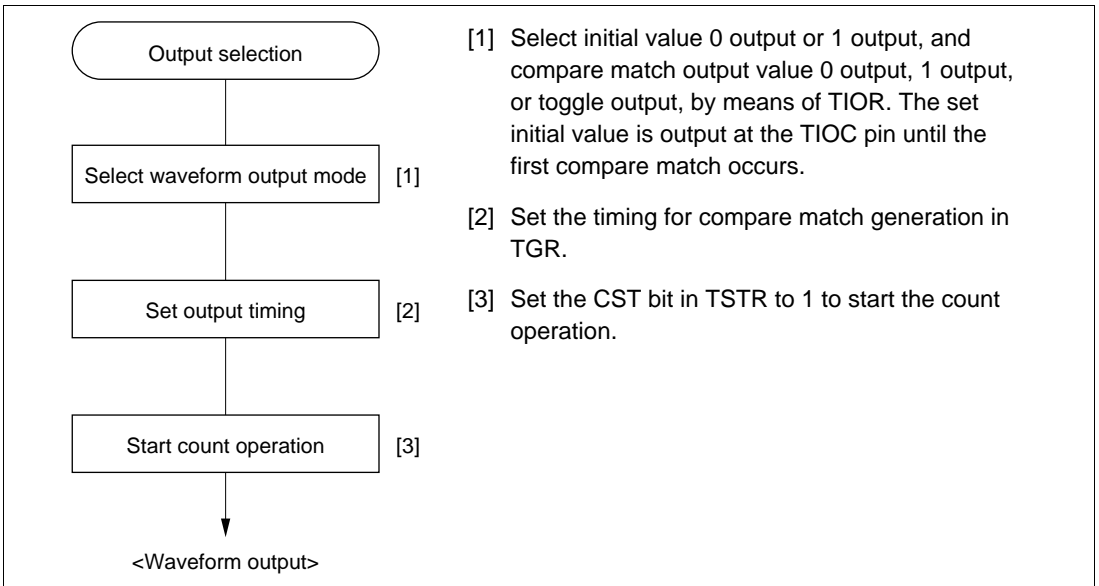 Output selection
Select waveform output mode [1]
Set output timing [2]
Start count operation [3]
<Waveform output>
[1] Select initial value 0 output or 1 output, and
compare match output value 0 output, 1 output,
or toggle output, by means of TIOR. The set
initial value is output at the TIOC pin until the
first compare match occurs.
[2] Set the timing for compare match generation in
TGR.
[3] Set the CST bit in TSTR to 1 to start the count
operation.